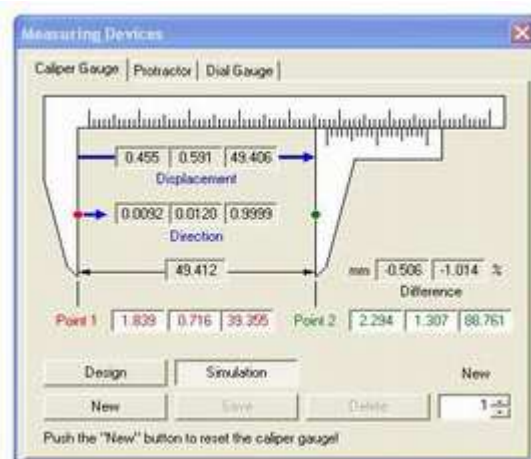 Measuring Devices
Caliper Gauge Protractor Dial Gauge
0.455 0.591 49.406
Displacement
0.0092 0.0120 0.9999
Direction
49.412 mm -0.506 -1.014 %
Difference
Point 1 1.839 0.716 39.355 Point 2 2.294 1.307 88.761
Design Simulation New
New Save Delete 1
Push the "New" button to reset the caliper gauge!